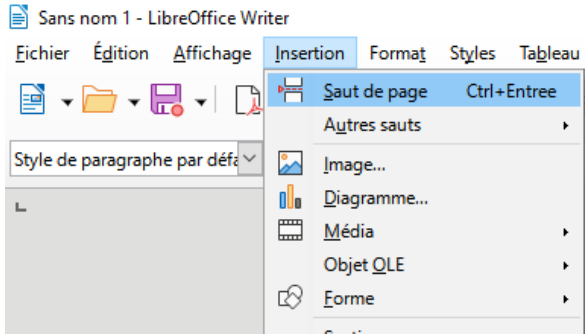 Sans nom 1 - LibreOffice Writer
Fichier Édition Affichage Insertion Format Styles Tableau
Saut de page Ctrl+Entree
Autres sauts
Style de paragraphe par défa
Image...
Diagramme...
Média
Objet OLE
Forme